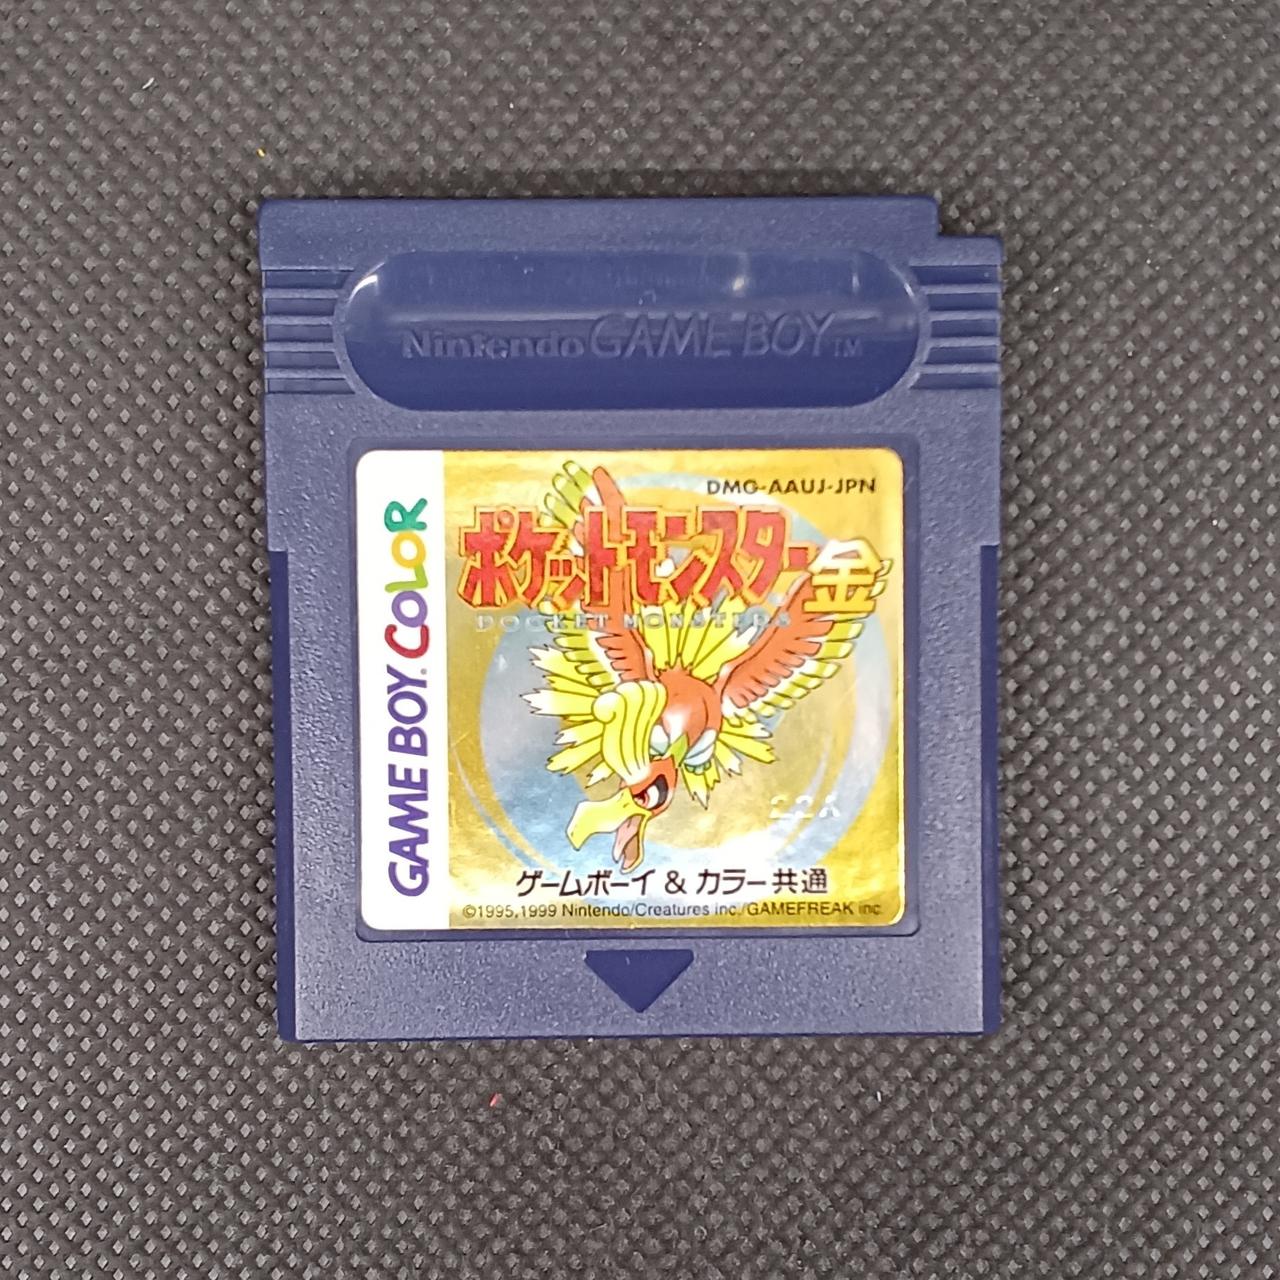 Nintendo GAME BOY TM
GAME BOY COLOR
DMG-AAUJ-JPN
ポケットモンスター金
POCKET MONSTERS
22A
ゲームボーイ & カラー共通
©1995,1999 Nintendo/Creatures inc./GAMEFREAK inc.